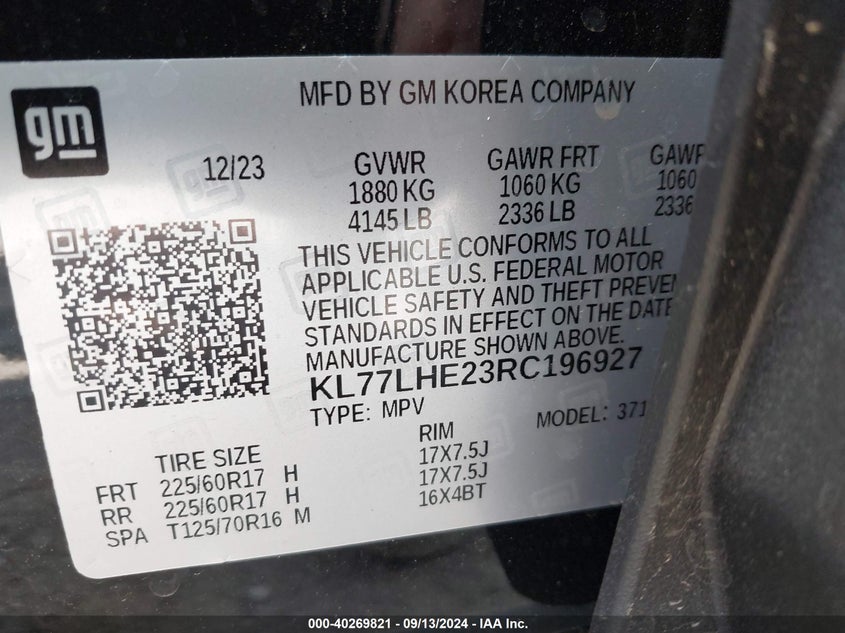 MFD BY GM KOREA COMPANY
gm
12/23 GVWR GAWR FRT
1880 KG 1060 KG 1060
4145 LB 2336 LB 2336
THIS VEHICLE CONFORMS TO ALL
APPLICABLE U.S. FEDERAL MOTOR
VEHICLE SAFETY AND THEFT
STANDARDS IN EFFECT ON THE DATE
MANUFACTURE SHOWN ABOVE.
KL77LHE23RC196927
TYPE: MPV MODEL: 371
TIRE SIZE RIM
FRT 225/60R17 H 17X7.5J
RR 225/60R17 H 17X7.5J
SPA T125/70R16 M 16X4BT
000-40269821 - 09/13/2024 - IAA Inc.